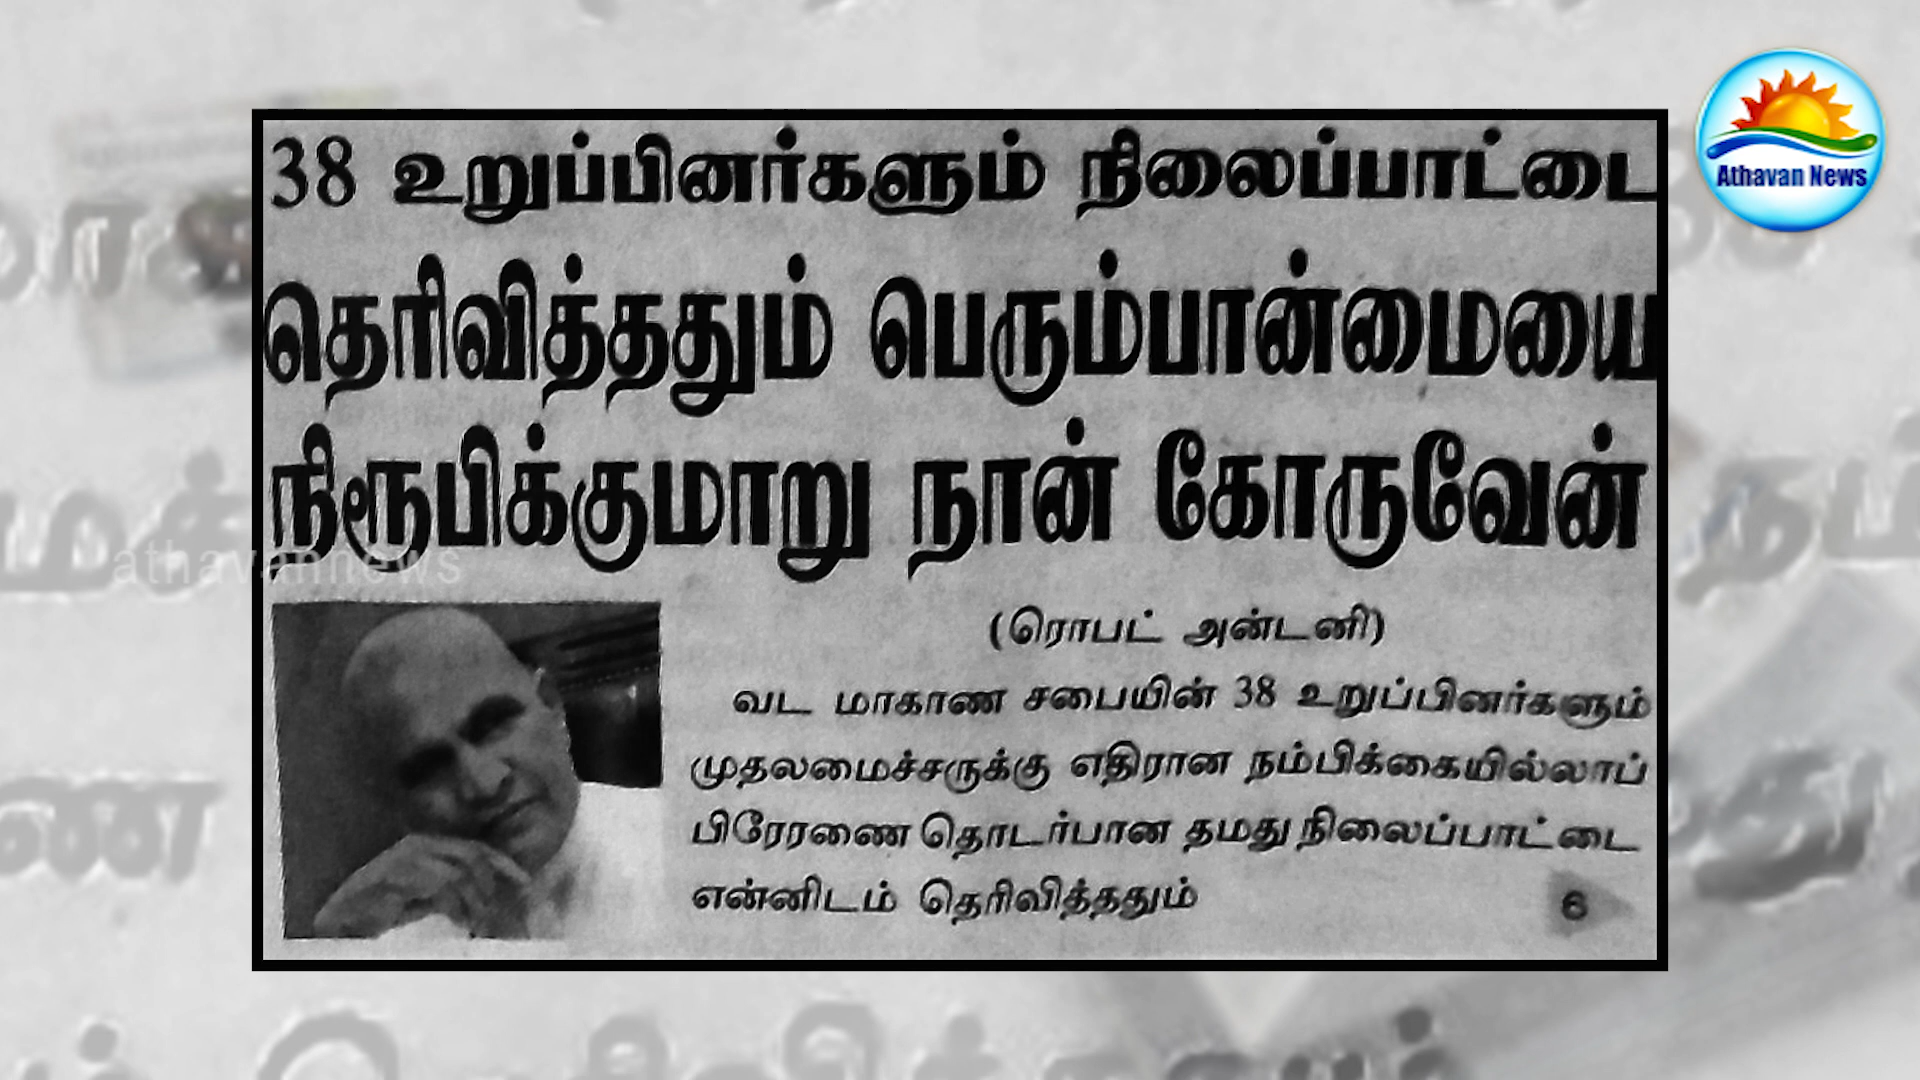 Athavan News
38 உறுப்பினர்களும் நிலைப்பாட்டை
தெரிவித்ததும் பெரும்பான்மையை
நிரூபிக்குமாறு நான் கோருவேன்
athavannews
(ரொபட் அன்டனி)
வட மாகாண சபையின் 38 உறுப்பினர்களும்
முதலமைச்சருக்கு எதிரான நம்பிக்கையில்லாப்
பிரேரணை தொடர்பான தமது நிலைப்பாட்டை
என்னிடம் தெரிவித்ததும்
6